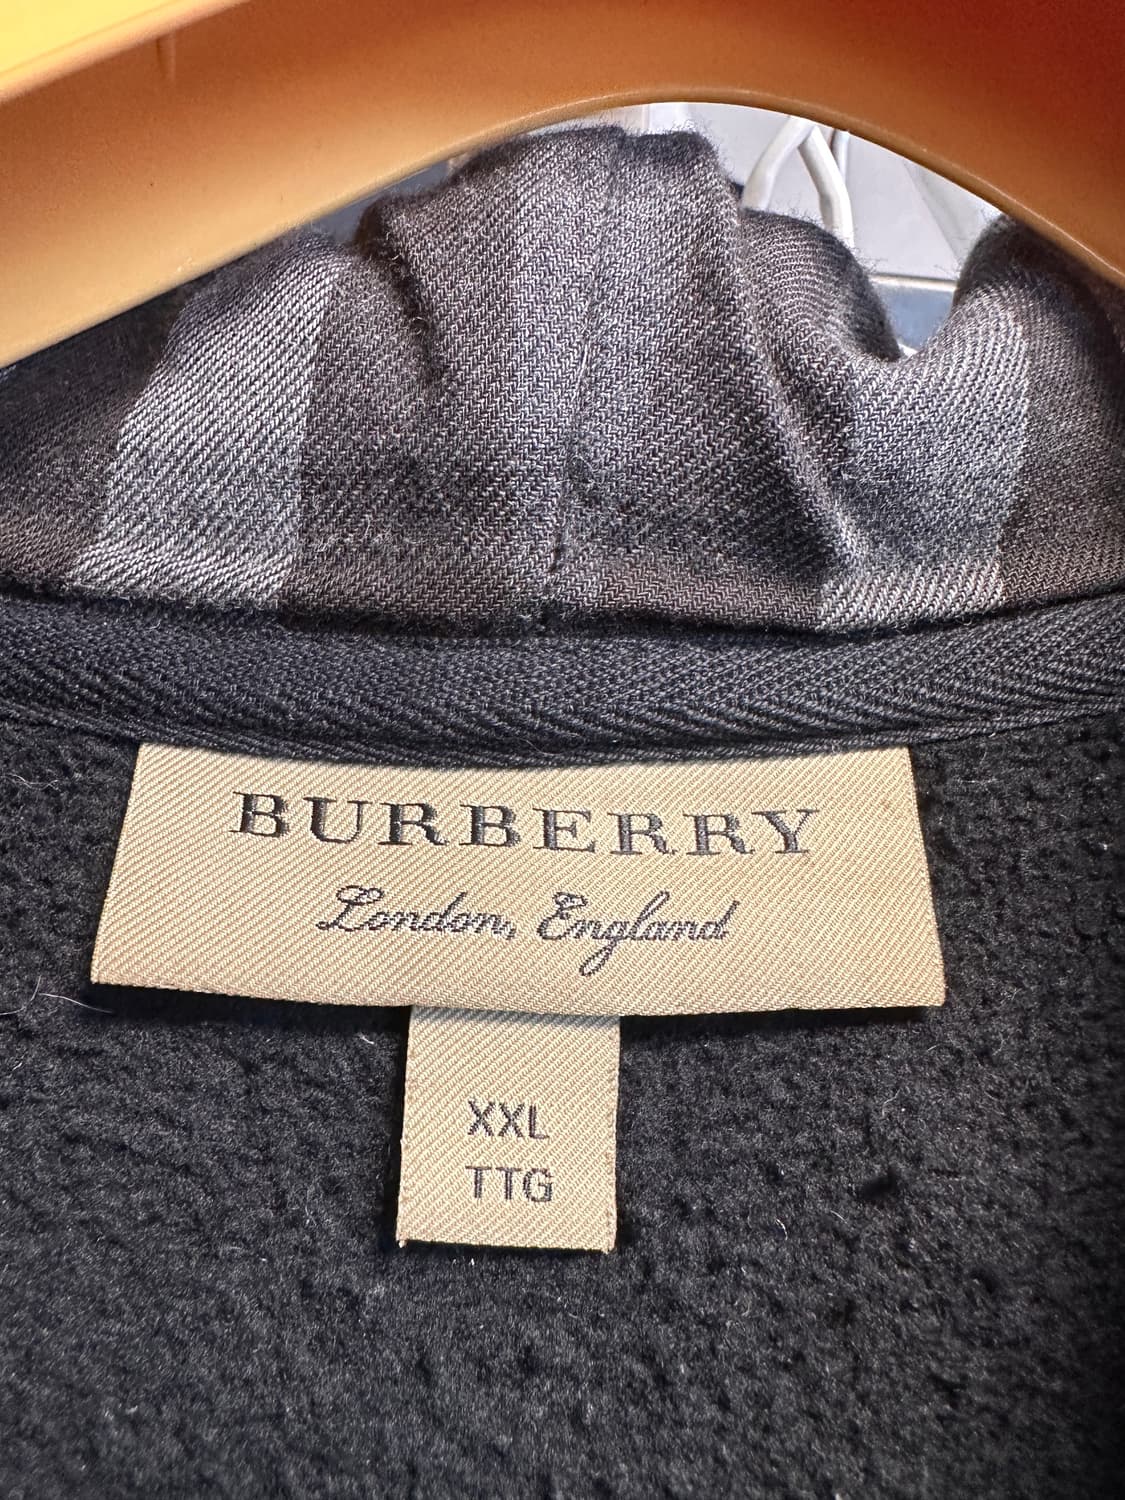 BURBERRY
London, England
XXL
TTG